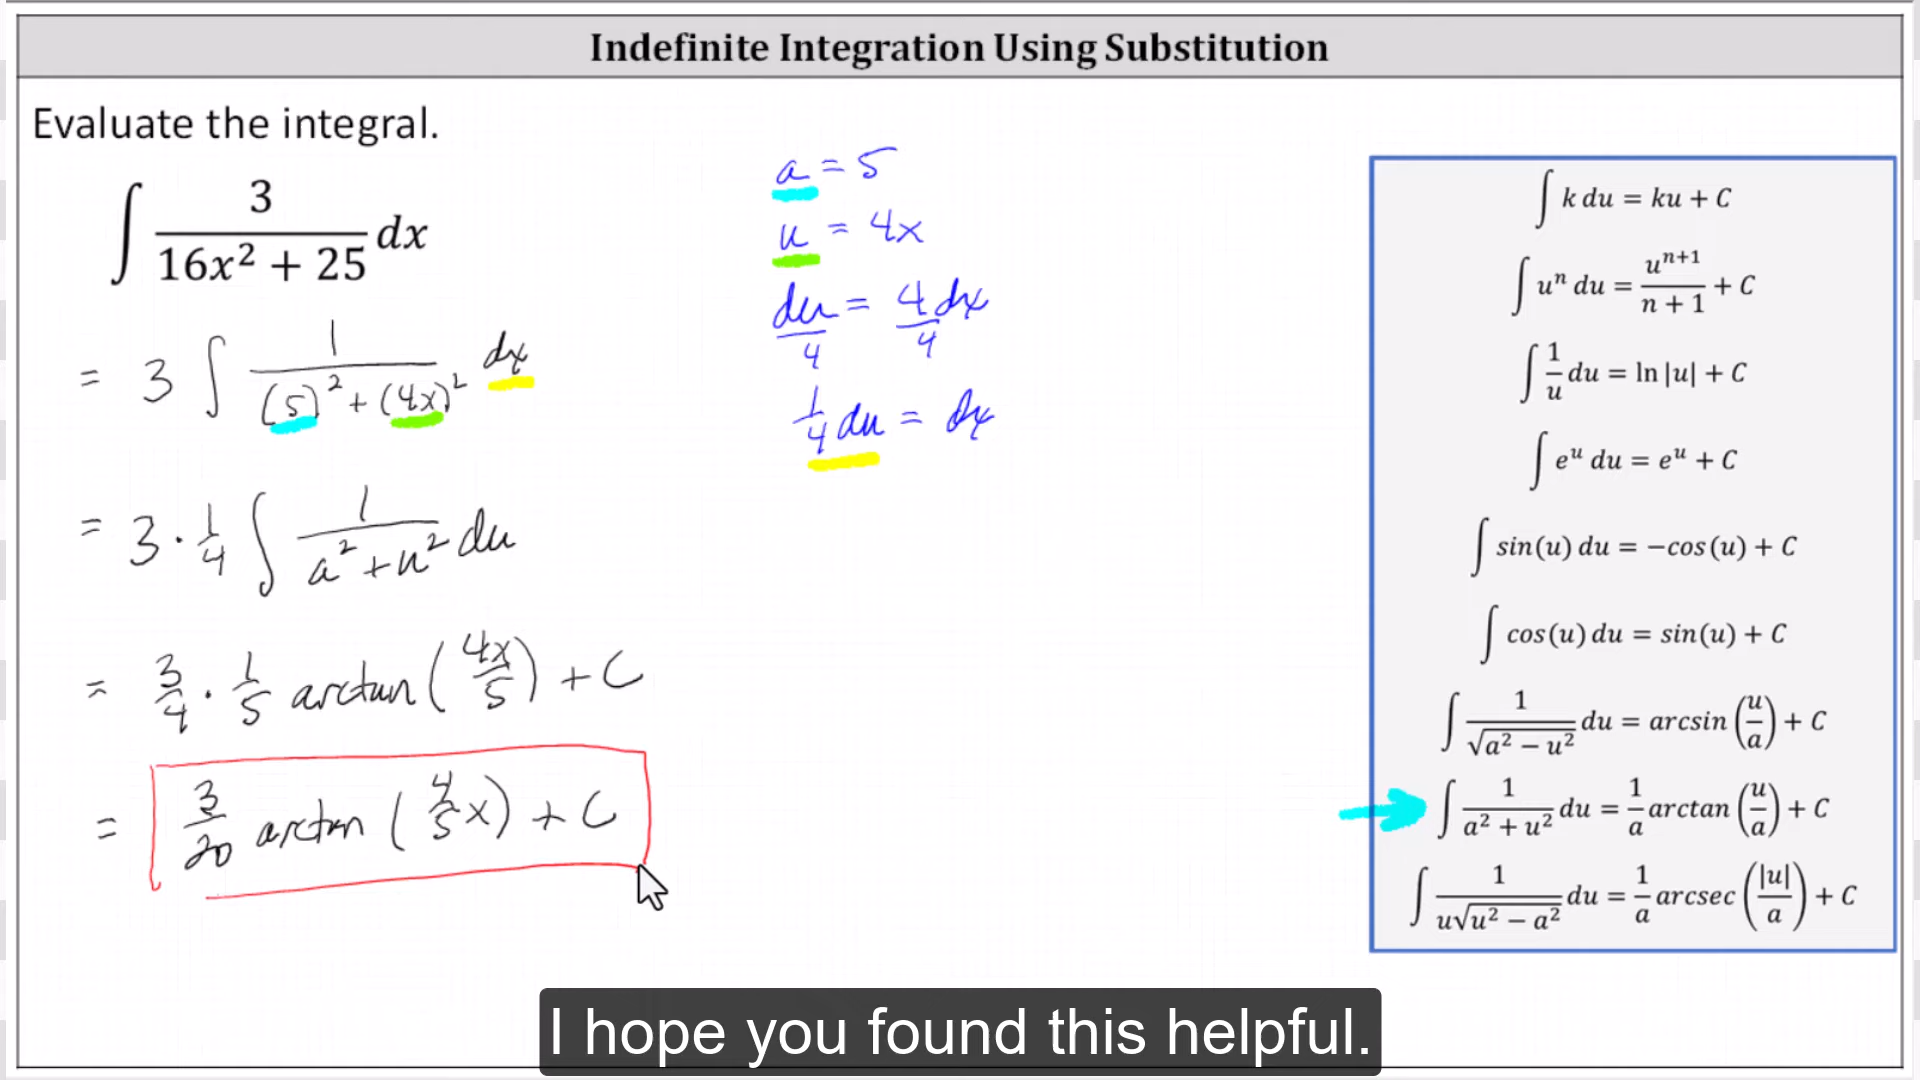 Indefinite Integration Using Substitution
Evaluate the integral.
∫ 3/(16x² + 25) dx
= 3 ∫ 1/((5)² + (4x)²) dx
= 3 · 1/4 ∫ 1/(a² + u²) du
= 3/4 · 1/5 arctan(4x/5) + C
= 3/20 arctan(4/5 x) + C
a = 5
u = 4x
du/4 = 4dx/4
1/4 du = dx
∫ k du = ku + C
∫ uⁿ du = uⁿ⁺¹/(n + 1) + C
∫ 1/u du = ln|u| + C
∫ eᵘ du = eᵘ + C
∫ sin(u) du = −cos(u) + C
∫ cos(u) du = sin(u) + C
∫ 1/√(a² − u²) du = arcsin(u/a) + C
∫ 1/(a² + u²) du = 1/a arctan(u/a) + C
∫ 1/(u√(u² − a²)) du = 1/a arcsec(|u|/a) + C
I hope you found this helpful.